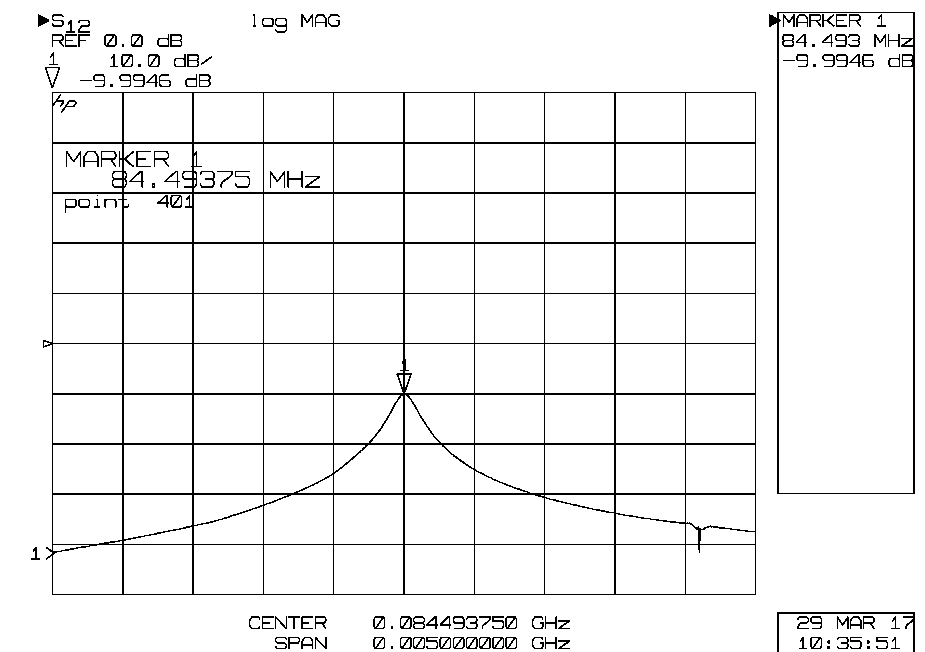 ▶S12 log MAG
REF 0.0 dB
1 10.0 dB/
▽ -9.9946 dB
hp
MARKER 1
84.49375 MHz
point 401
1
1
CENTER 0.084493750 GHz
SPAN 0.005000000 GHz
▶MARKER 1
84.493 MHz
-9.9946 dB
29 MAR 17
10:35:51